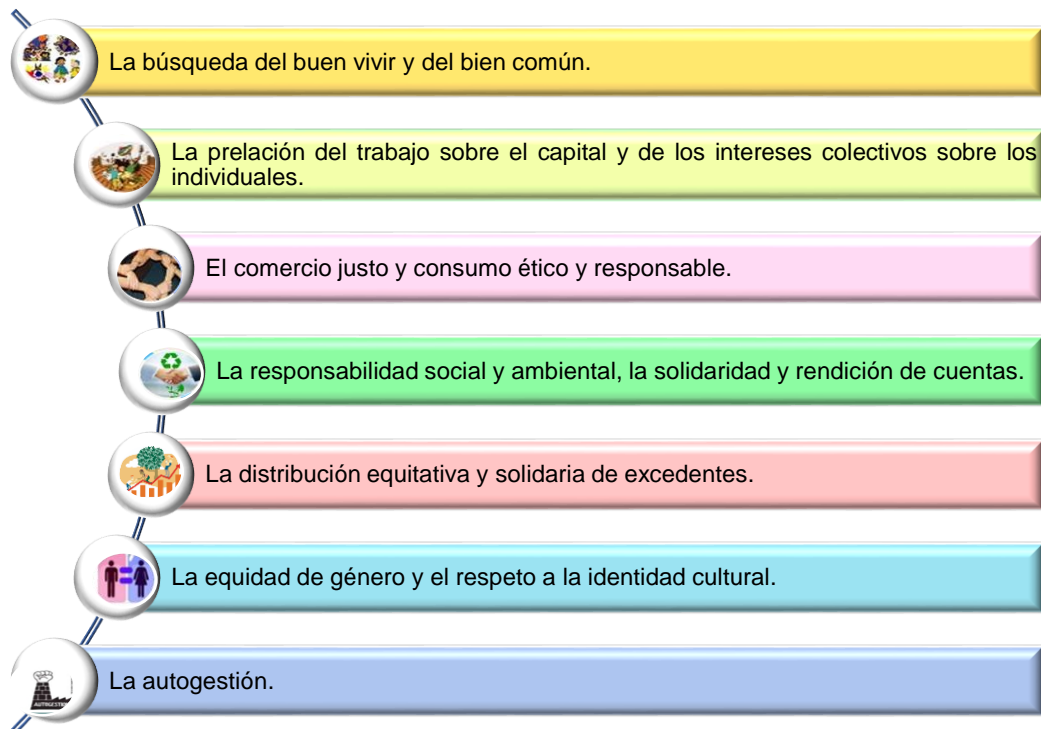 La búsqueda del buen vivir y del bien común.
La prelación del trabajo sobre el capital y de los intereses colectivos sobre los
individuales.
El comercio justo y consumo ético y responsable.
La responsabilidad social y ambiental, la solidaridad y rendición de cuentas.
La distribución equitativa y solidaria de excedentes.
La equidad de género y el respeto a la identidad cultural.
La autogestión.